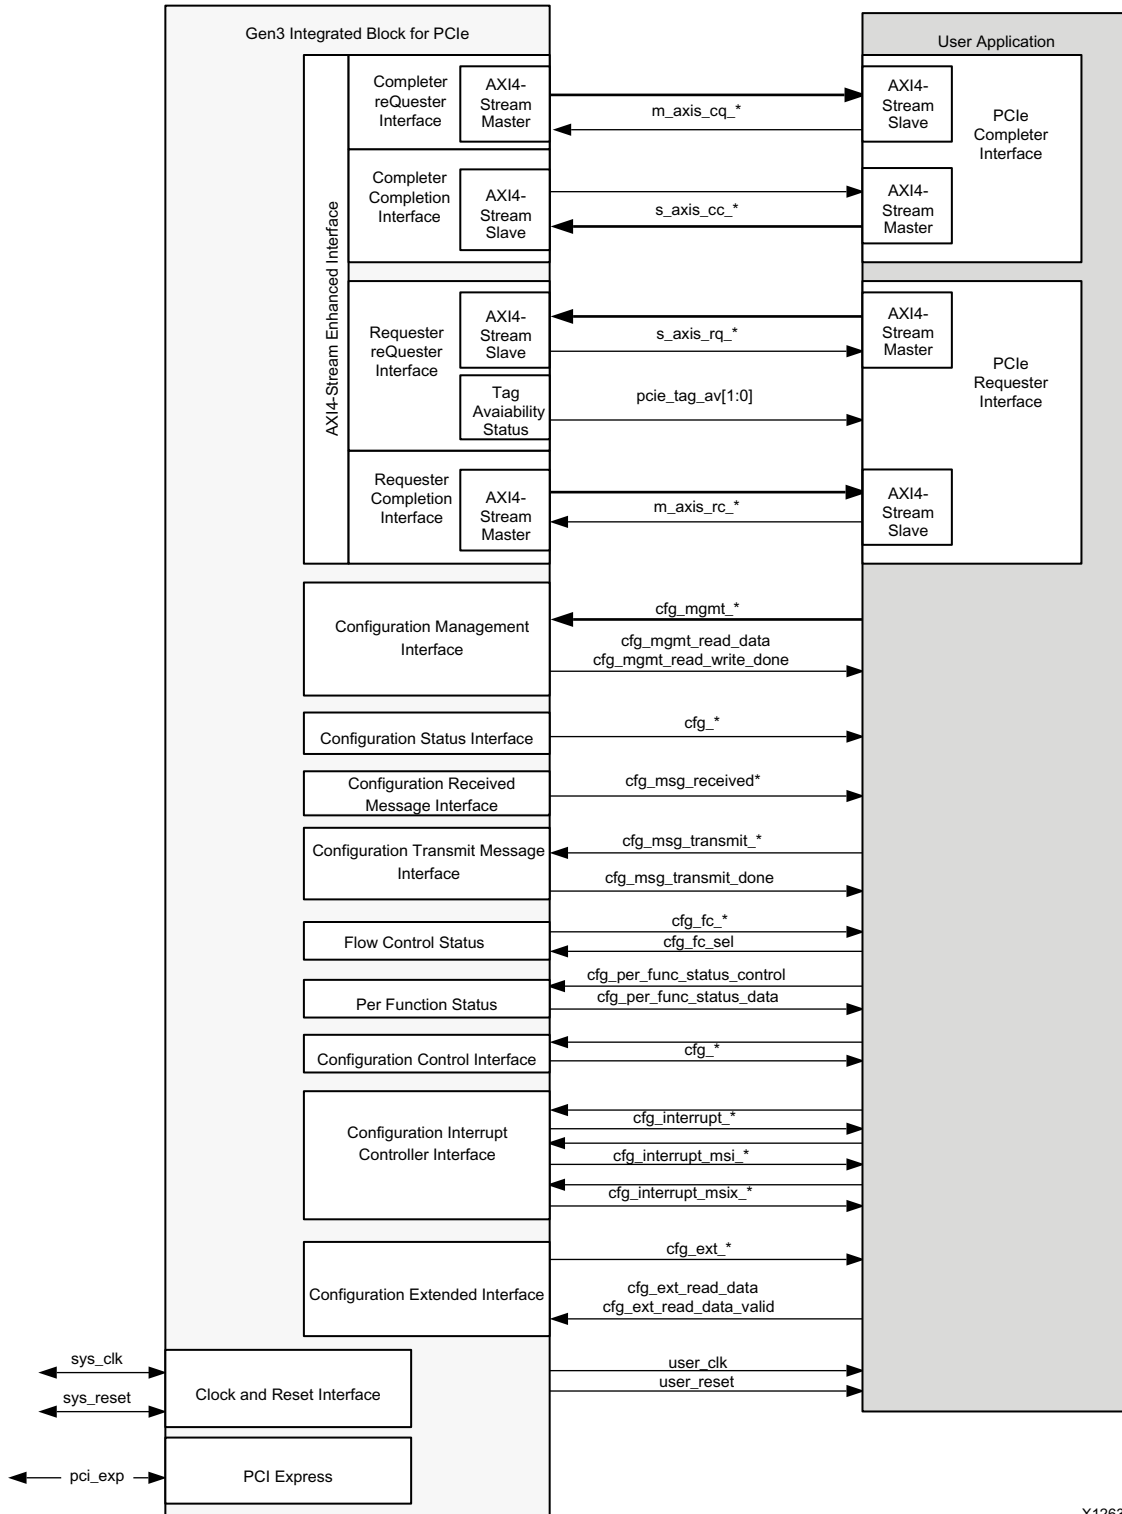 Gen3 Integrated Block for PCIe
User Application
AXI4-Stream Enhanced Interface
Completer
reQuester
Interface
AXI4-
Stream
Master
m_axis_cq_*
AXI4-
Stream
Slave
PCIe
Completer
Interface
Completer
Completion
Interface
AXI4-
Stream
Slave
s_axis_cc_*
AXI4-
Stream
Master
Requester
reQuester
Interface
AXI4-
Stream
Slave
s_axis_rq_*
AXI4-
Stream
Master
PCIe
Requester
Interface
Tag
Avaiability
Status
pcie_tag_av[1:0]
Requester
Completion
Interface
AXI4-
Stream
Master
m_axis_rc_*
AXI4-
Stream
Slave
Configuration Management
Interface
cfg_mgmt_*
cfg_mgmt_read_data
cfg_mgmt_read_write_done
Configuration Status Interface
cfg_*
Configuration Received
Message Interface
cfg_msg_received*
Configuration Transmit Message
Interface
cfg_msg_transmit_*
cfg_msg_transmit_done
Flow Control Status
cfg_fc_*
cfg_fc_sel
Per Function Status
cfg_per_func_status_control
cfg_per_func_status_data
Configuration Control Interface
cfg_*
Configuration Interrupt
Controller Interface
cfg_interrupt_*
cfg_interrupt_msi_*
cfg_interrupt_msix_*
Configuration Extended Interface
cfg_ext_*
cfg_ext_read_data
cfg_ext_read_data_valid
sys_clk
sys_reset
Clock and Reset Interface
user_clk
user_reset
pci_exp
PCI Express